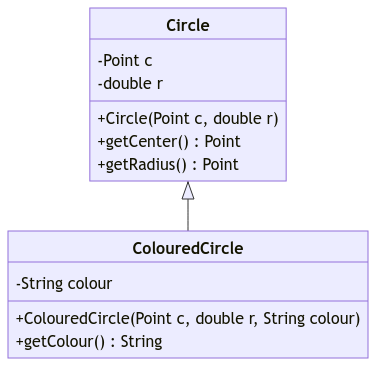 Circle
-Point c
-double r
+Circle(Point c, double r)
+getCenter() : Point
+getRadius() : Point
ColouredCircle
-String colour
+ColouredCircle(Point c, double r, String colour)
+getColour() : String